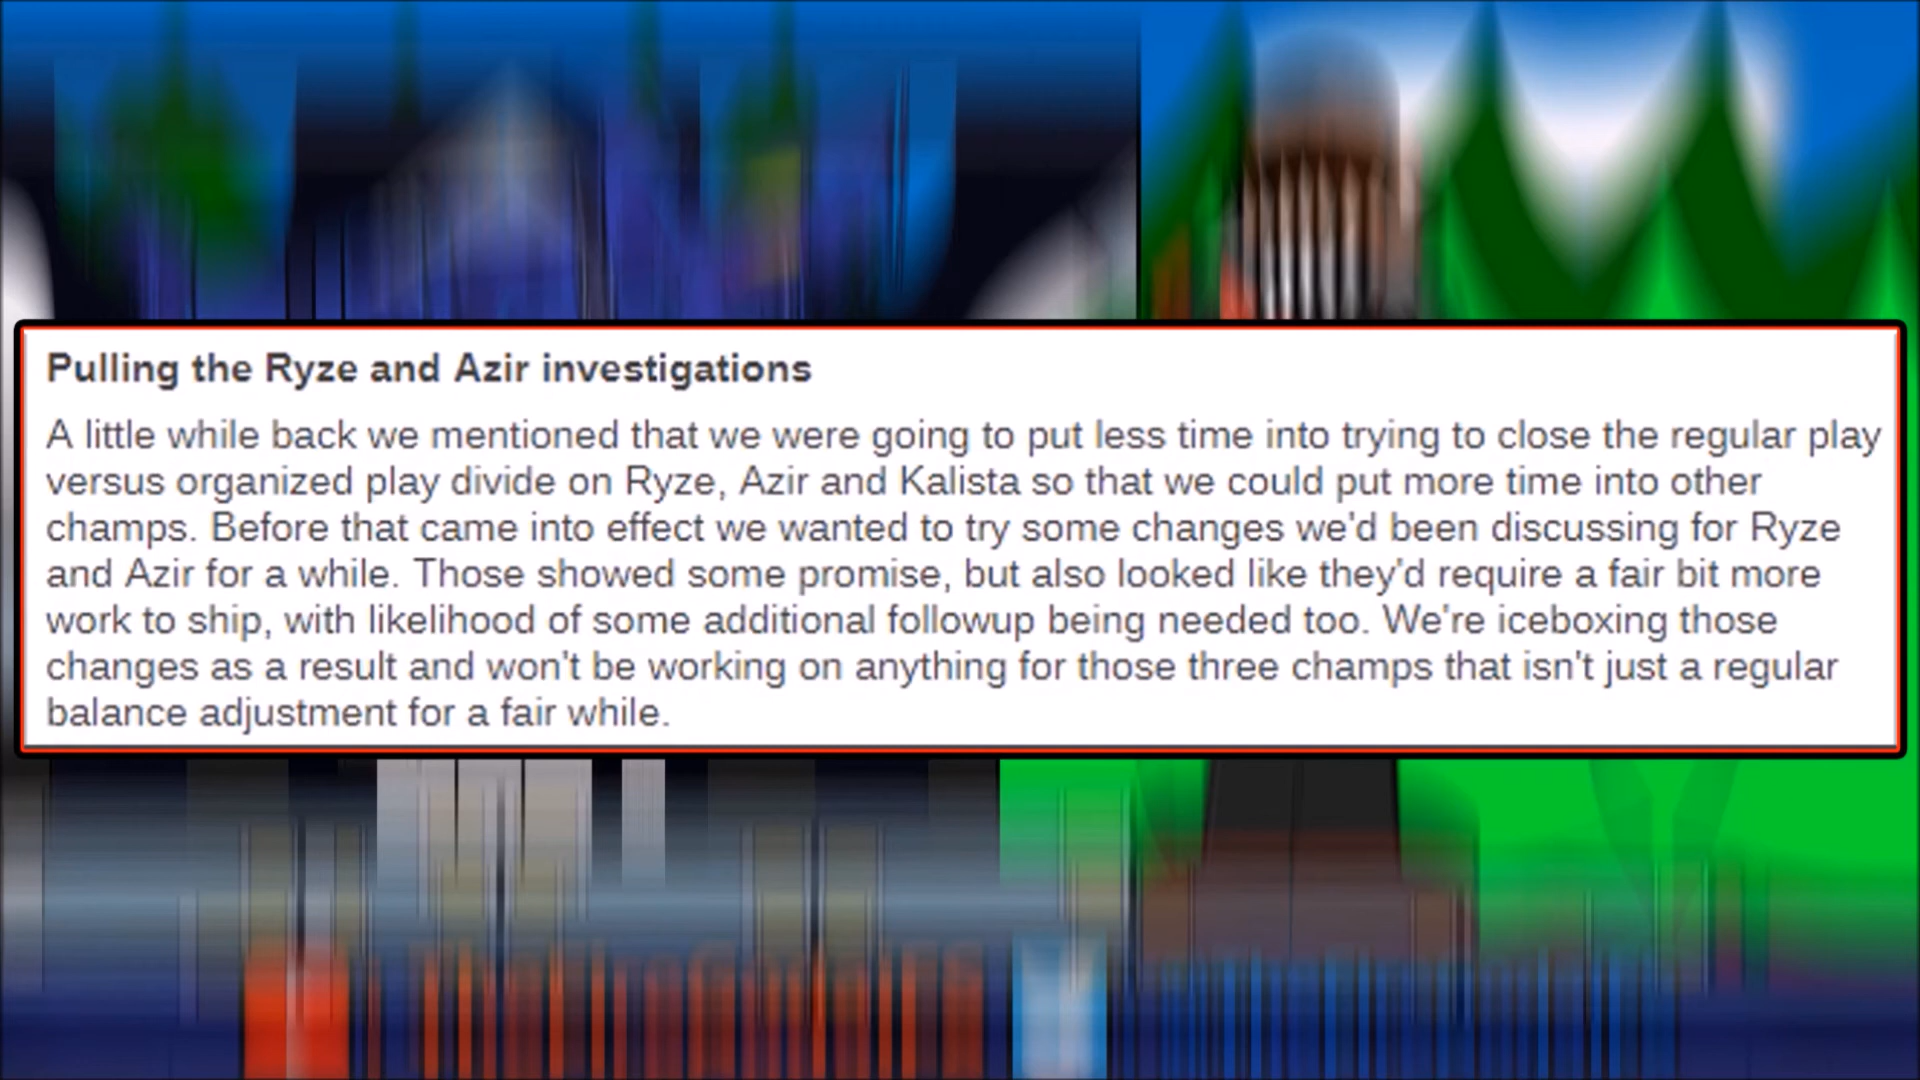 Pulling the Ryze and Azir investigations
A little while back we mentioned that we were going to put less time into trying to close the regular play
versus organized play divide on Ryze, Azir and Kalista so that we could put more time into other
champs. Before that came into effect we wanted to try some changes we'd been discussing for Ryze
and Azir for a while. Those showed some promise, but also looked like they'd require a fair bit more
work to ship, with likelihood of some additional followup being needed too. We're iceboxing those
changes as a result and won't be working on anything for those three champs that isn't just a regular
balance adjustment for a fair while.